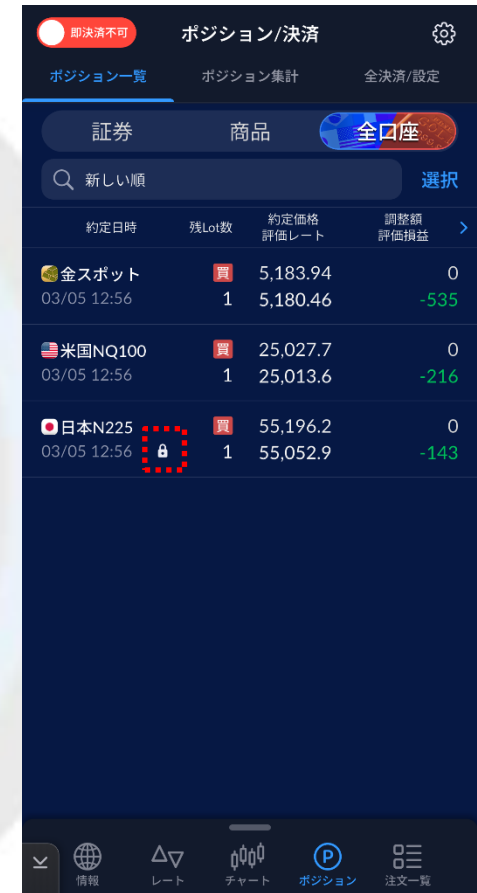 即決済不可 ポジション/決済
ポジション一覧 ポジション集計 全決済/設定
証券 商品 全口座
新しい順 選択
約定日時 残Lot数 約定価格 調整額
評価レート 評価損益
金スポット 買 5,183.94 0
03/05 12:56 1 5,180.46 -535
米国NQ100 買 25,027.7 0
03/05 12:56 1 25,013.6 -216
日本N225 買 55,196.2 0
03/05 12:56 1 55,052.9 -143
情報 レート チャート P ポジション 注文一覧